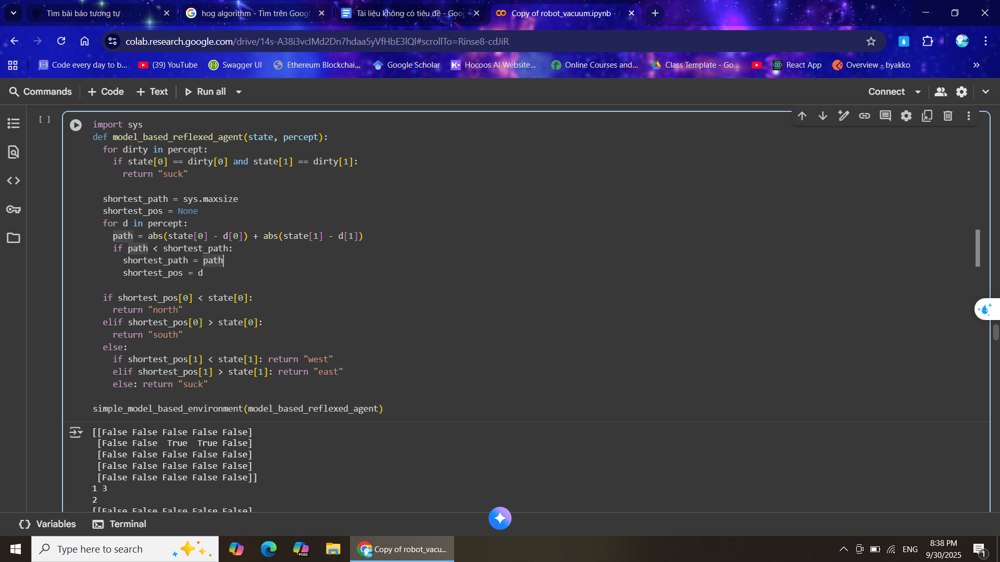 Tìm bài báo tương tự
hog algorithm - Tìm trên Goog
Tài liệu không có tiêu đề - Goo
Copy of robot_vacuum.ipynb -
colab.research.google.com/drive/14s-A38i3vcIMd2Dn7hdaa5yVfHbE3lQl#scrollTo=Rinse8-cdJiR
Code every day to b...
(39) YouTube
Swagger UI
Ethereum Blockchai...
Google Scholar
Hocoos AI Website...
Online Courses and...
Class Template - Go...
React App
Overview - byakko
Commands
+ Code
+ Text
Run all
Connect
[ ]
import sys
def model_based_reflexed_agent(state, percept):
  for dirty in percept:
    if state[0] == dirty[0] and state[1] == dirty[1]:
      return "suck"
  shortest_path = sys.maxsize
  shortest_pos = None
  for d in percept:
    path = abs(state[0] - d[0]) + abs(state[1] - d[1])
    if path < shortest_path:
      shortest_path = path
      shortest_pos = d
  if shortest_pos[0] < state[0]:
    return "north"
  elif shortest_pos[0] > state[0]:
    return "south"
  else:
    if shortest_pos[1] < state[1]: return "west"
    elif shortest_pos[1] > state[1]: return "east"
    else: return "suck"
simple_model_based_environment(model_based_reflexed_agent)
[[False False False False False]
 [False False  True  True False]
 [False False False False False]
 [False False False False False]
 [False False False False False]]
1 3
2
[[False False False False False]
Variables
Terminal
Type here to search
M365
Copy of robot_vacu...
ENG
8:38 PM
9/30/2025
1